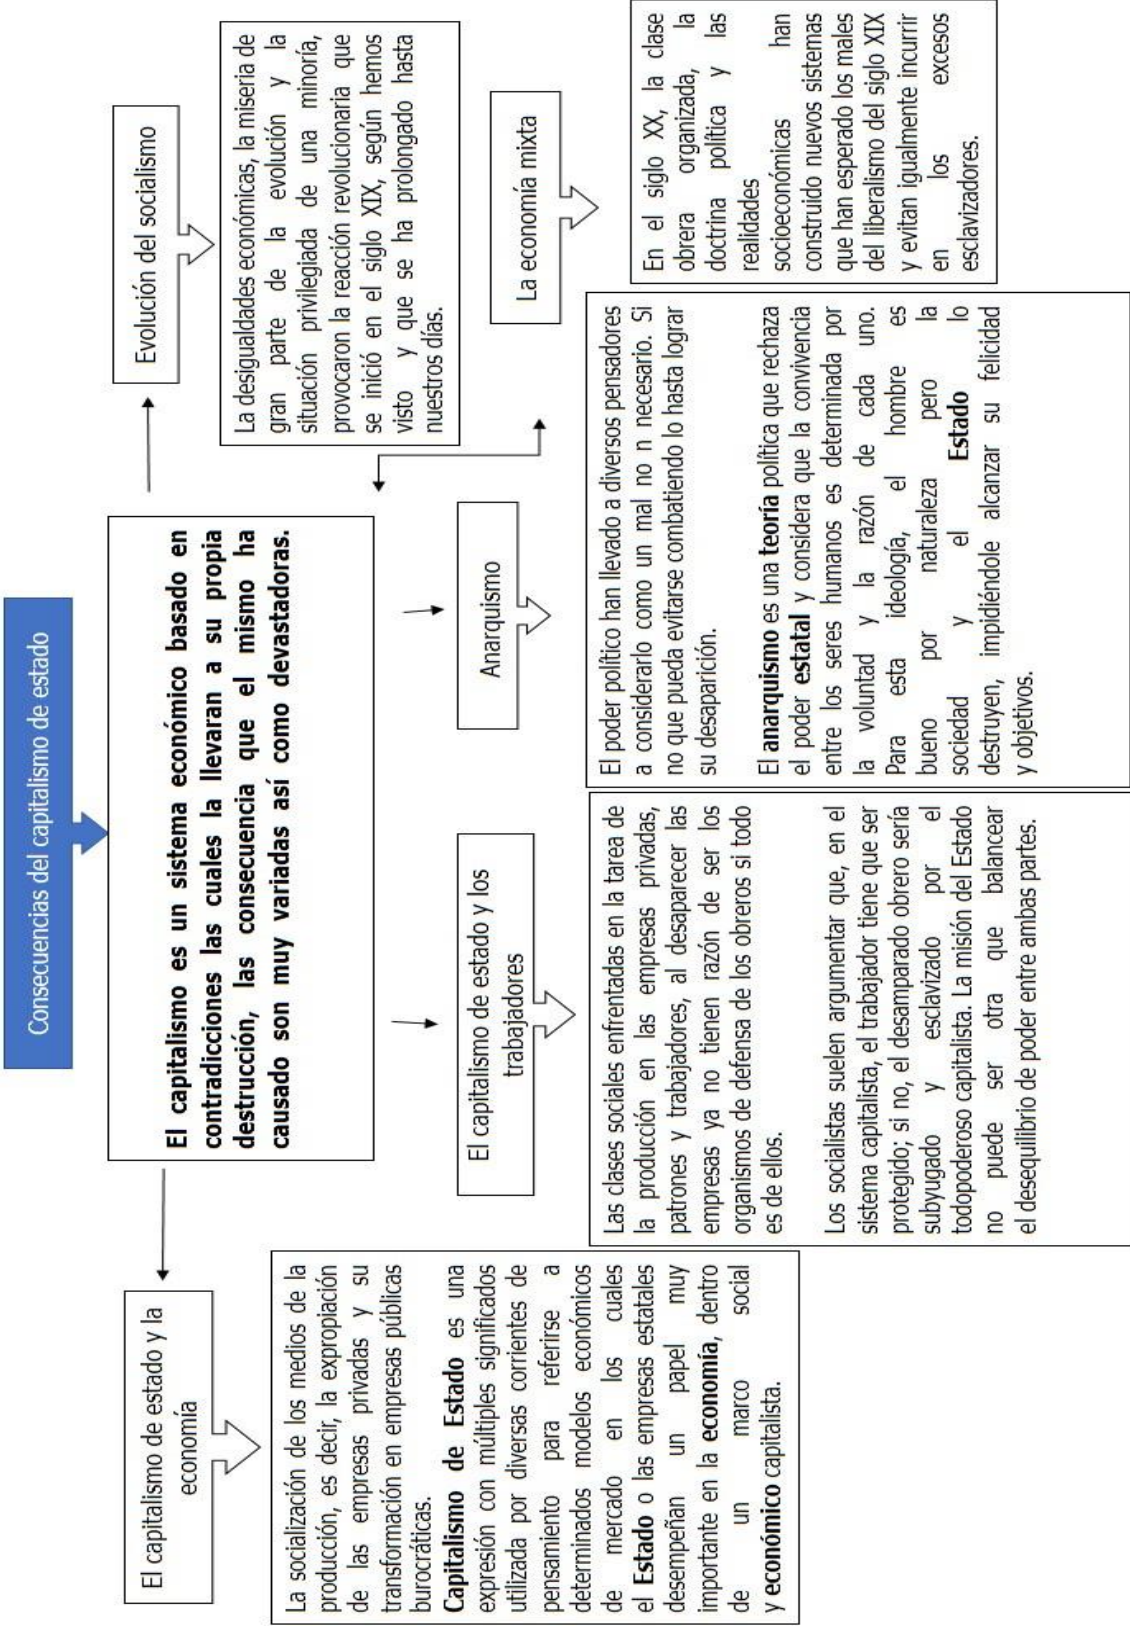 Consecuencias del capitalismo de estado
El capitalismo es un sistema económico basado en
contradicciones las cuales la llevaran a su propia
destrucción, las consecuencia que el mismo ha
causado son muy variadas así como devastadoras.
El capitalismo de estado y la
economía
La socialización de los medios de la
producción, es decir, la expropiación
de las empresas privadas y su
transformación en empresas públicas
burocráticas.
Capitalismo de Estado es una
expresión con múltiples significados
utilizada por diversas corrientes de
pensamiento para referirse a
determinados modelos económicos
de mercado en los cuales
el Estado o las empresas estatales
desempeñan un papel muy
importante en la economía, dentro
de un marco social
y económico capitalista.
El capitalismo de estado y los
trabajadores
Las clases sociales enfrentadas en la tarea de
la producción en las empresas privadas,
patrones y trabajadores, al desaparecer las
empresas ya no tienen razón de ser los
organismos de defensa de los obreros si todo
es de ellos.
Los socialistas suelen argumentar que, en el
sistema capitalista, el trabajador tiene que ser
protegido; si no, el desamparado obrero sería
subyugado y esclavizado por el
todopoderoso capitalista. La misión del Estado
no puede ser otra que balancear
el desequilibrio de poder entre ambas partes.
Anarquismo
El poder político han llevado a diversos pensadores
a considerarlo como un mal no n necesario. Si
no que pueda evitarse combatiendo lo hasta lograr
su desaparición.
El anarquismo es una teoría política que rechaza
el poder estatal y considera que la convivencia
entre los seres humanos es determinada por
la voluntad y la razón de cada uno.
Para esta ideología, el hombre es
bueno por naturaleza pero la
sociedad y el Estado lo
destruyen, impidiéndole alcanzar su felicidad
y objetivos.
Evolución del socialismo
La desigualdades económicas, la miseria de
gran parte de la evolución y la
situación privilegiada de una minoría,
provocaron la reacción revolucionaria que
se inició en el siglo XIX, según hemos
visto y que se ha prolongado hasta
nuestros días.
La economía mixta
En el siglo XX, la clase
obrera organizada, la
doctrina política y las
realidades
socioeconómicas han
construido nuevos sistemas
que han esperado los males
del liberalismo del siglo XIX
y evitan igualmente incurrir
en los excesos
esclavizadores.